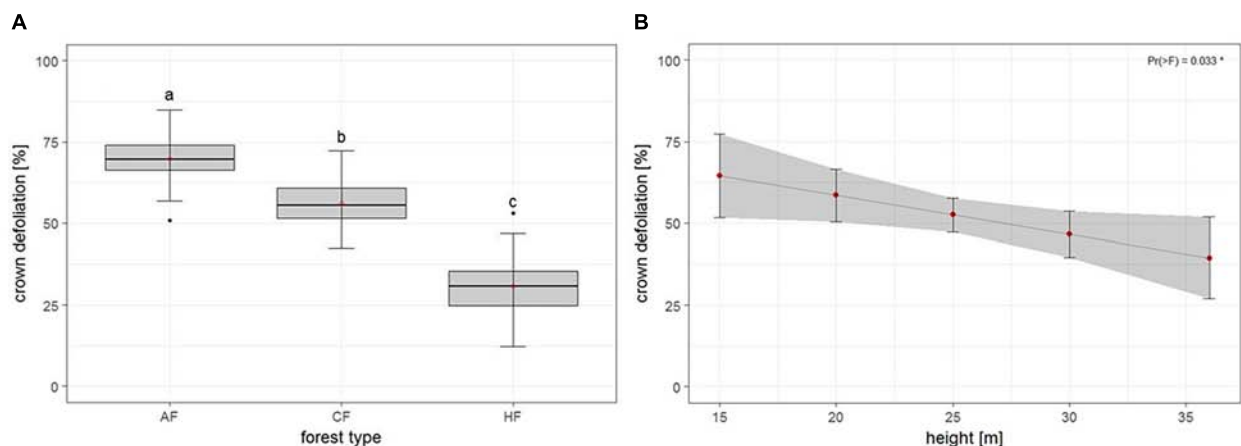 A
crown defoliation [%]
100
75
50
25
0
a
b
c
AF CF HF
forest type
B
crown defoliation [%]
100
75
50
25
0
Pr(>F) = 0.033 *
15 20 25 30 35
height [m]